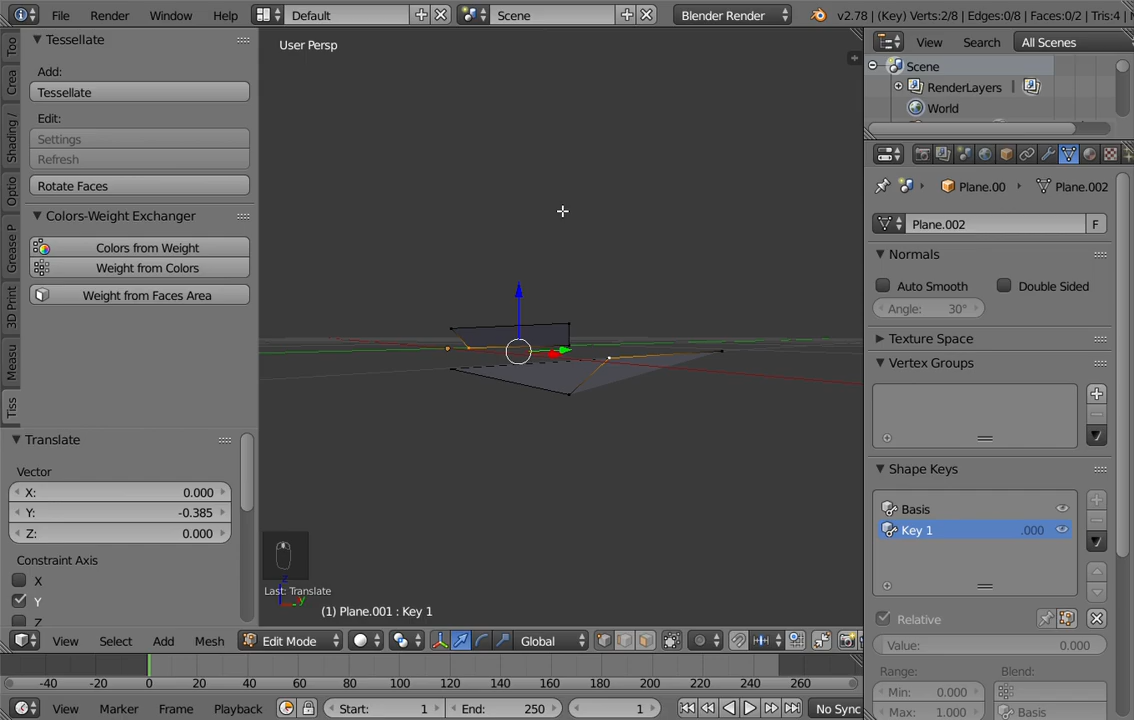 File Render Window Help Default Scene Blender Render v2.78 | (Key) Verts:2/8 | Edges:0/8 | Faces:0/2 | Tris:4 |
Tessellate
Add:
Tessellate
Edit:
Settings
Refresh
Rotate Faces
Colors-Weight Exchanger
Colors from Weight
Weight from Colors
Weight from Faces Area
Too
Crea
Shading /
Optio
Grease P
3D Print
Measu
Tiss
Translate
Vector
X: 0.000
Y: -0.385
Z: 0.000
Constraint Axis
X
Y
Z
User Persp
Last: Translate
(1) Plane.001 : Key 1
View Select Add Mesh Edit Mode Global
View Search All Scenes
Scene
RenderLayers
World
Plane.00 Plane.002
Plane.002 F
Normals
Auto Smooth Double Sided
Angle: 30°
Texture Space
Vertex Groups
Shape Keys
Basis
Key 1 .000
Relative
Value: 0.000
Range: Blend:
Min: 0.000
Max: 1.000 Basis
-40 -20 0 20 40 60 80 100 120 140 160 180 200 220 240 260
View Marker Frame Playback Start: 1 End: 250 1 No Sync